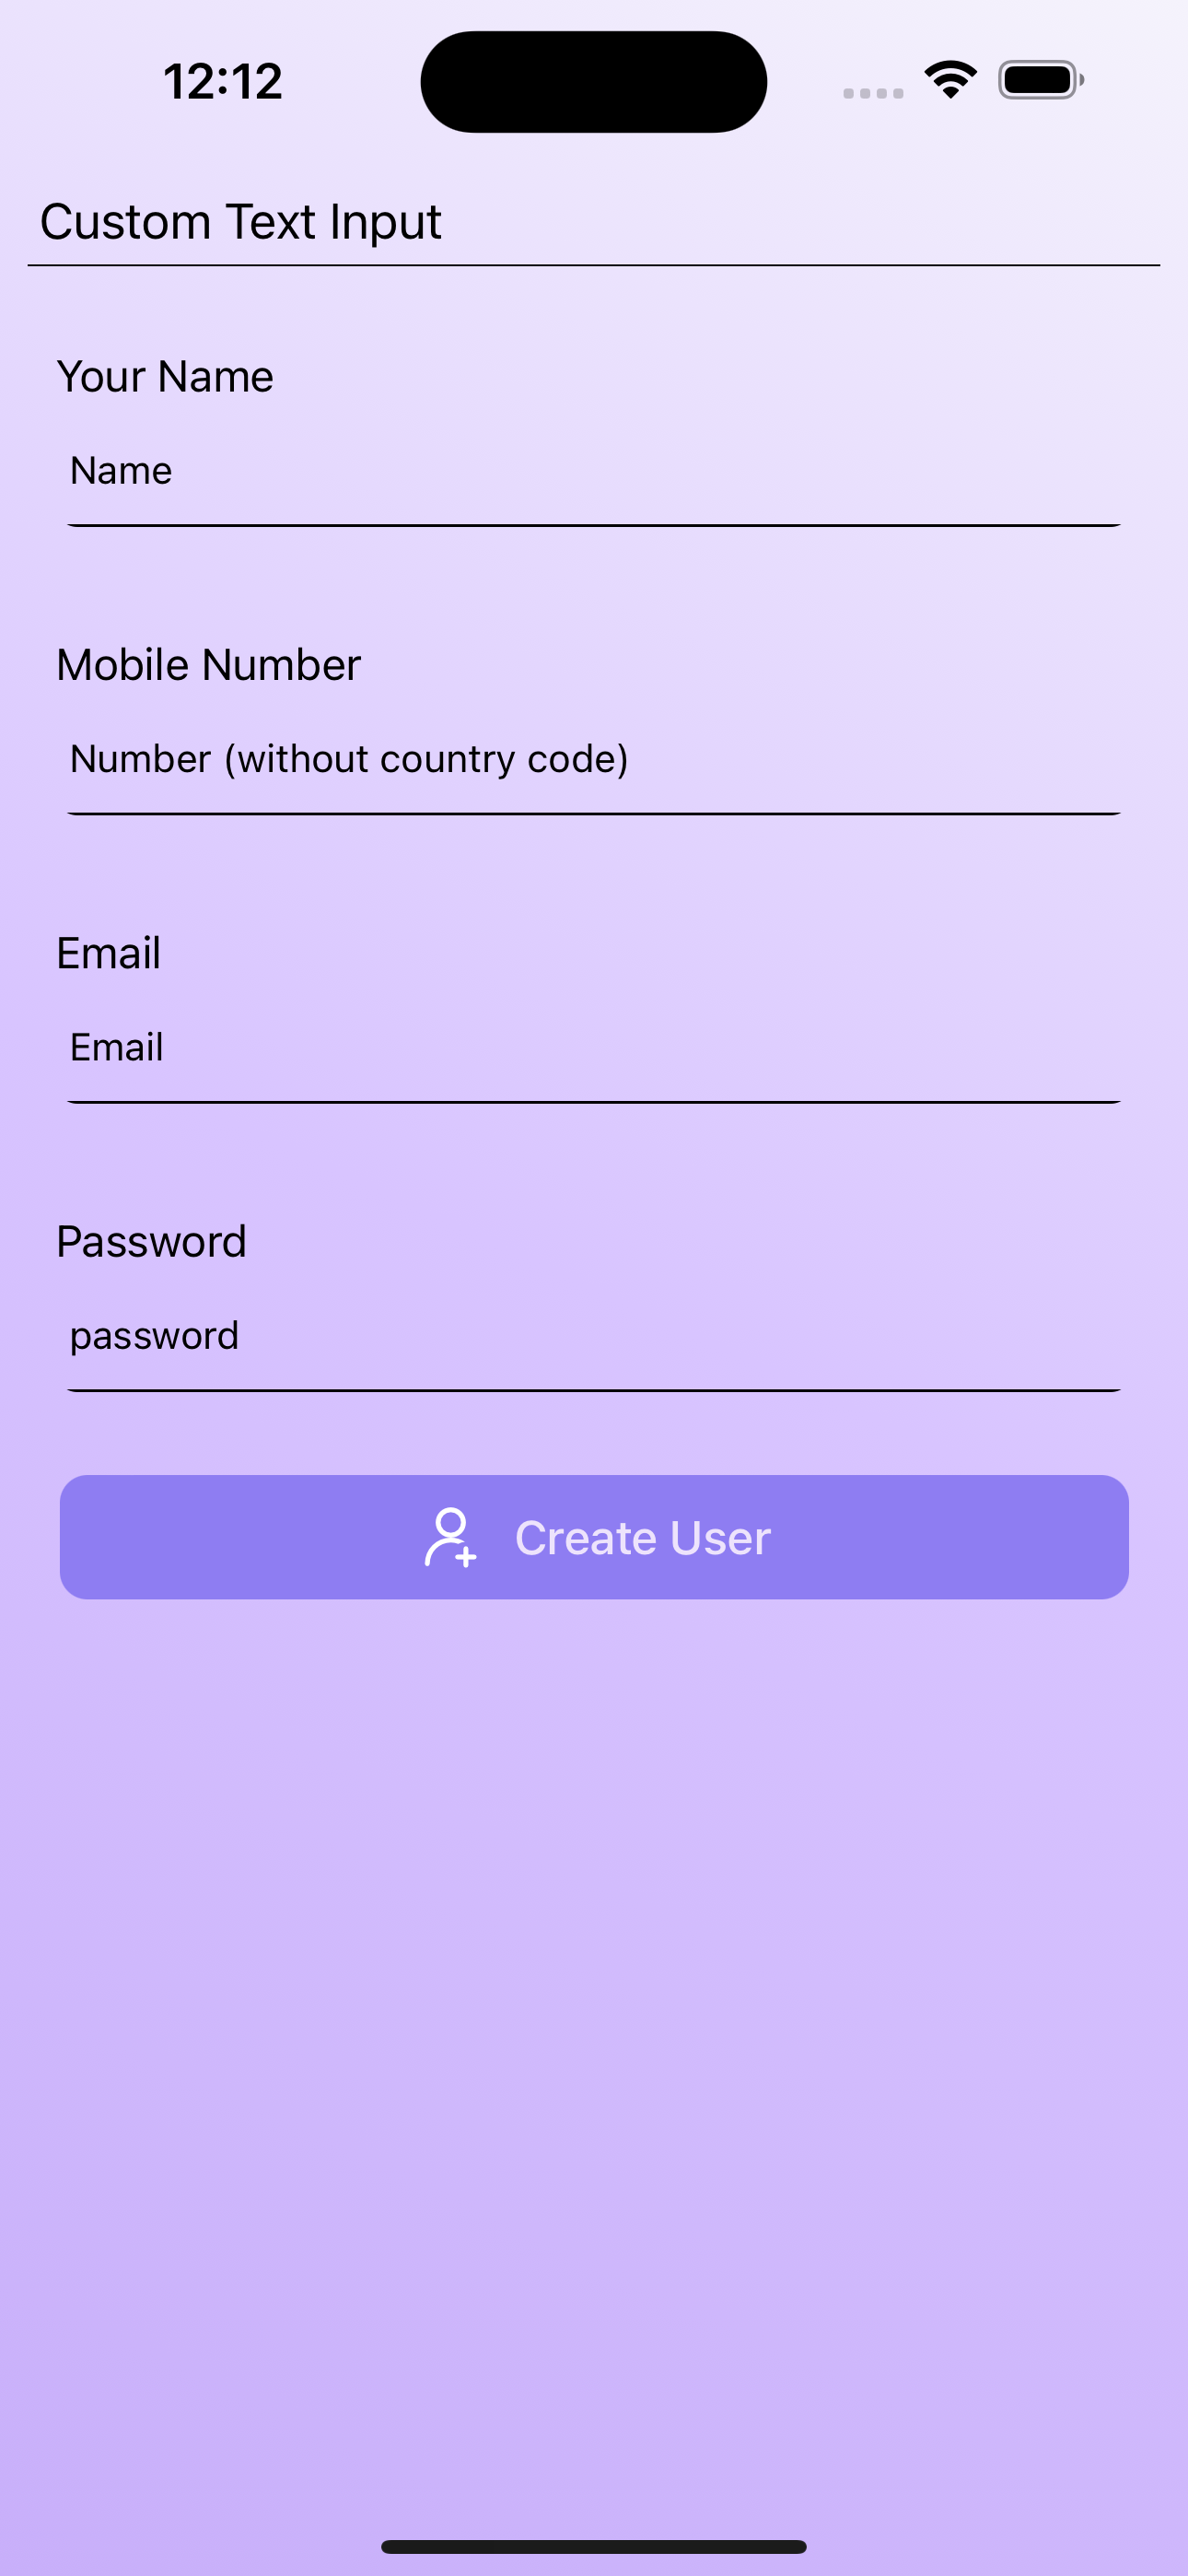 12:12
Custom Text Input
Your Name
Name
Mobile Number
Number (without country code)
Email
Email
Password
password
Create User